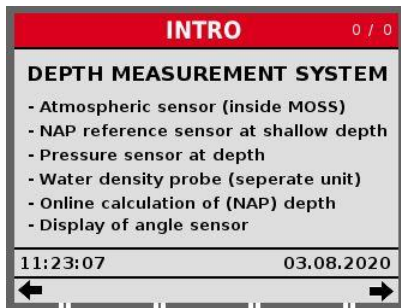 INTRO 0 / 0
DEPTH MEASUREMENT SYSTEM
- Atmospheric sensor (inside MOSS)
- NAP reference sensor at shallow depth
- Pressure sensor at depth
- Water density probe (seperate unit)
- Online calculation of (NAP) depth
- Display of angle sensor
11:23:07 03.08.2020